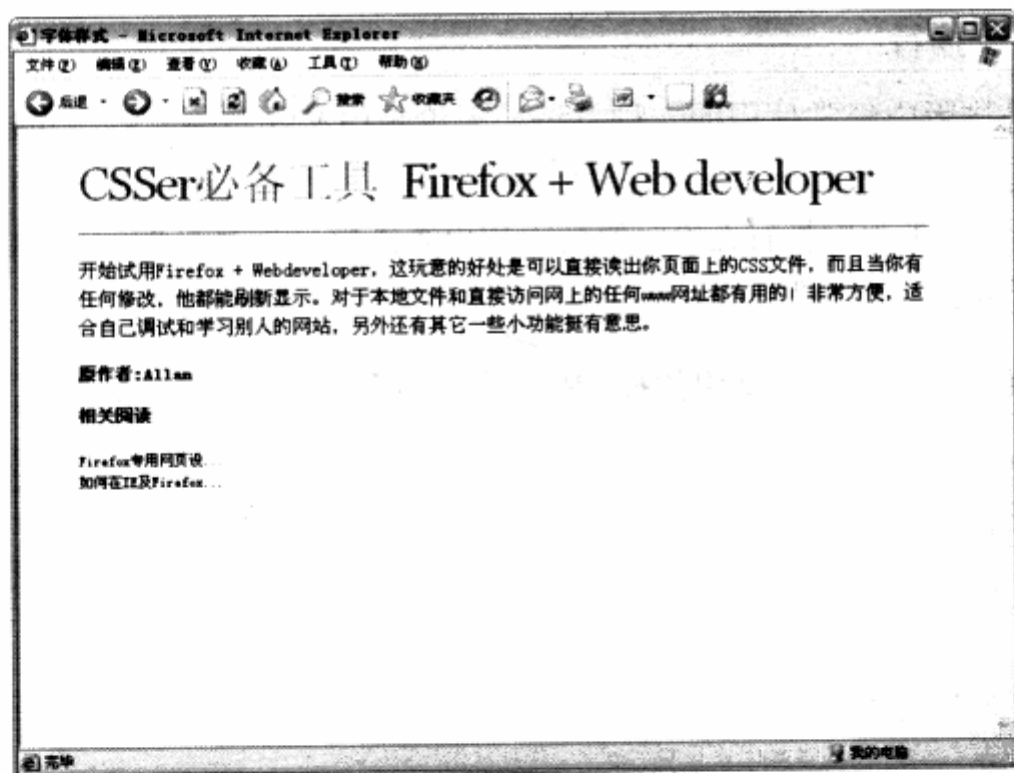 字体样式 - Microsoft Internet Explorer
文件(F) 编辑(E) 查看(V) 收藏(A) 工具(T) 帮助(H)
后退 搜索 收藏夹
CSSer必备工具 Firefox + Web developer
开始试用Firefox + Webdeveloper，这玩意的好处是可以直接读出你页面上的CSS文件，而且当你有
任何修改，他都能刷新显示。对于本地文件和直接访问网上的任何www网址都有用的! 非常方便，适
合自己调试和学习别人的网站，另外还有其它一些小功能挺有意思。
原作者:Allan
相关阅读
Firefox专用网页设...
如何在IE及Firefox...
完毕 我的电脑